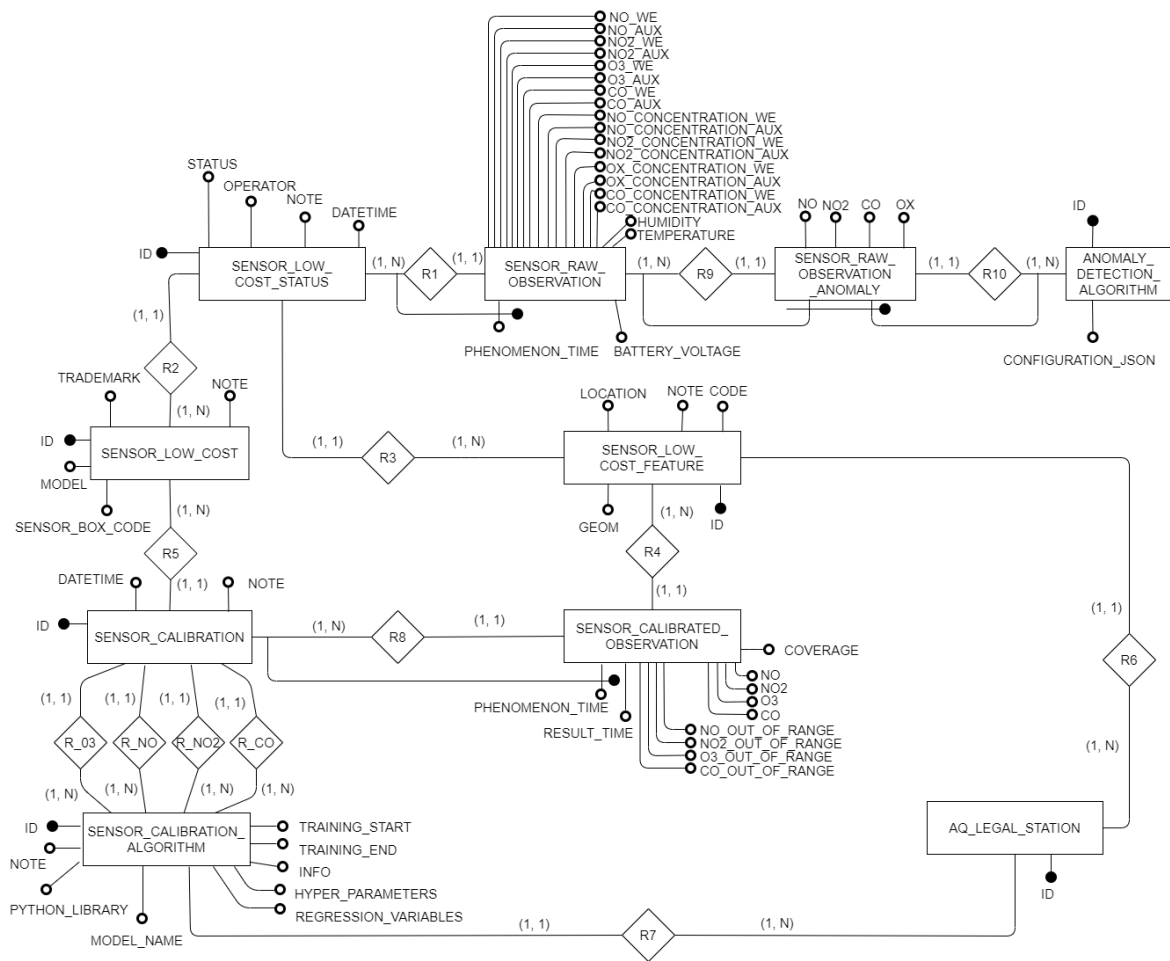 NO_WE
NO_AUX
NO2_WE
NO2_AUX
O3_WE
O3_AUX
CO_WE
CO_AUX
NO_CONCENTRATION_WE
NO_CONCENTRATION_AUX
NO2_CONCENTRATION_WE
NO2_CONCENTRATION_AUX
OX_CONCENTRATION_WE
OX_CONCENTRATION_AUX
CO_CONCENTRATION_WE
CO_CONCENTRATION_AUX
HUMIDITY
TEMPERATURE
STATUS
OPERATOR
NOTE
DATETIME
ID
SENSOR_LOW_
COST_STATUS
(1, N)
R1
(1, 1)
SENSOR_RAW_
OBSERVATION
(1, N)
R9
(1, 1)
NO
NO2
CO
OX
SENSOR_RAW_
OBSERVATION
_ANOMALY
(1, 1)
R10
(1, N)
ID
ANOMALY_
DETECTION_
ALGORITHM
CONFIGURATION_JSON
PHENOMENON_TIME
BATTERY_VOLTAGE
(1, 1)
R2
(1, N)
TRADEMARK
NOTE
ID
SENSOR_LOW_COST
MODEL
SENSOR_BOX_CODE
(1, 1)
R3
(1, N)
LOCATION
NOTE
CODE
SENSOR_LOW_
COST_FEATURE
GEOM
ID
(1, N)
R5
(1, 1)
(1, N)
R4
(1, 1)
DATETIME
NOTE
ID
SENSOR_CALIBRATION
(1, N)
R8
(1, 1)
SENSOR_CALIBRATED_
OBSERVATION
COVERAGE
NO
NO2
O3
CO
PHENOMENON_TIME
RESULT_TIME
NO_OUT_OF_RANGE
NO2_OUT_OF_RANGE
O3_OUT_OF_RANGE
CO_OUT_OF_RANGE
(1, 1)
R6
(1, N)
(1, 1)
(1, 1)
(1, 1)
(1, 1)
R_03
R_NO
R_NO2
R_CO
(1, N)
(1, N)
(1, N)
(1, N)
ID
SENSOR_CALIBRATION_
ALGORITHM
NOTE
PYTHON_LIBRARY
MODEL_NAME
TRAINING_START
TRAINING_END
INFO
HYPER_PARAMETERS
REGRESSION_VARIABLES
AQ_LEGAL_STATION
ID
(1, 1)
R7
(1, N)